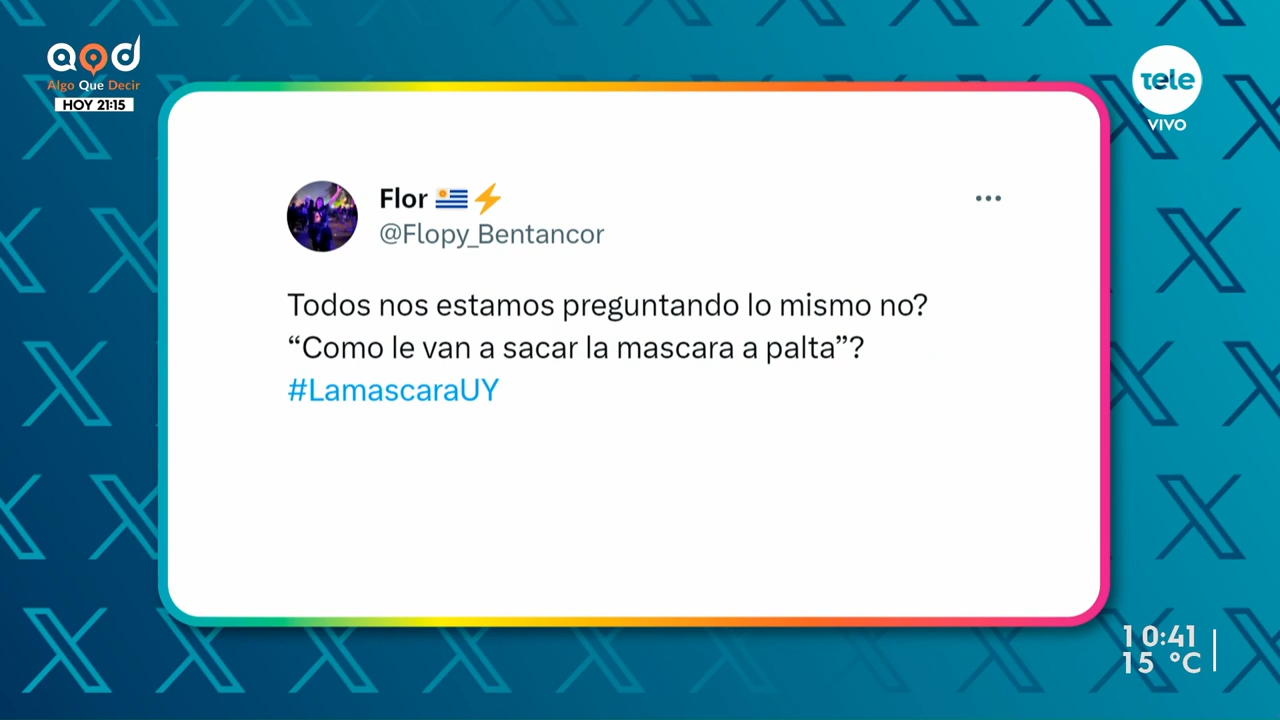 aqd
Algo Que Decir
HOY 21:15
tele
VIVO
Flor
@Flopy_Bentancor
Todos nos estamos preguntando lo mismo no?
“Como le van a sacar la mascara a palta”?
#LamascaraUY
10:41
15 °C